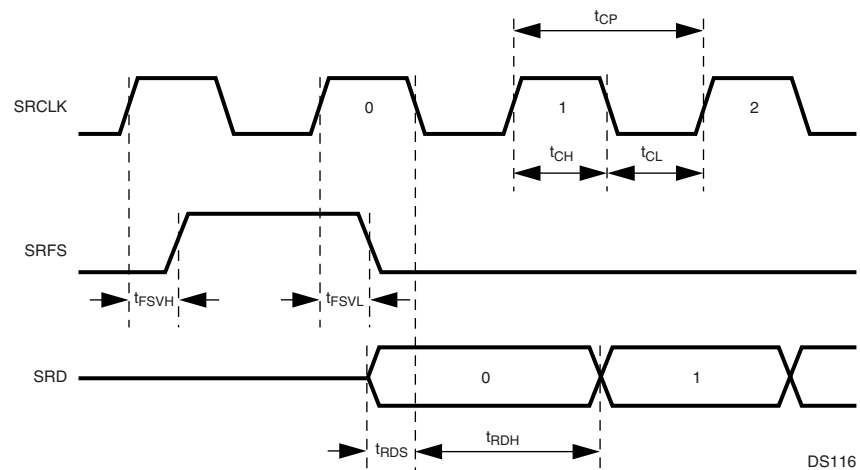 tCP
SRCLK
0
1
2
tCH
tCL
SRFS
tFSVH
tFSVL
SRD
0
1
tRDS
tRDH
DS116